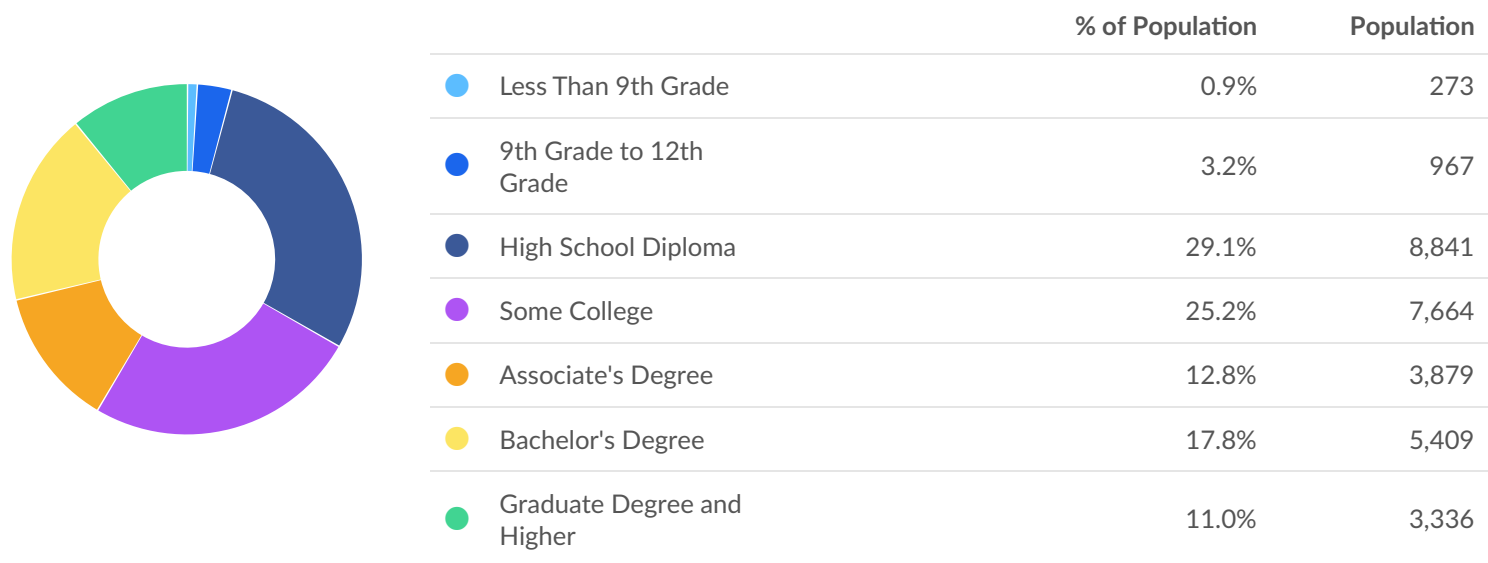 % of Population Population
Less Than 9th Grade 0.9% 273
9th Grade to 12th
Grade 3.2% 967
High School Diploma 29.1% 8,841
Some College 25.2% 7,664
Associate's Degree 12.8% 3,879
Bachelor's Degree 17.8% 5,409
Graduate Degree and
Higher 11.0% 3,336